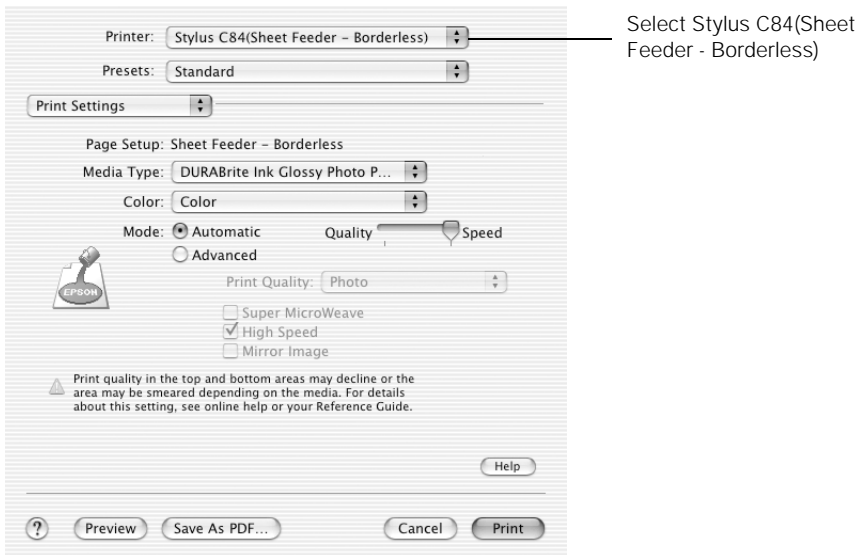 Printer: Stylus C84(Sheet Feeder – Borderless)
Select Stylus C84(Sheet
Feeder - Borderless)
Presets: Standard
Print Settings
Page Setup: Sheet Feeder – Borderless
Media Type: DURABrite Ink Glossy Photo P...
Color: Color
Mode: Automatic Quality Speed
Advanced
Print Quality: Photo
EPSON
Super MicroWeave
High Speed
Mirror Image
Print quality in the top and bottom areas may decline or the
area may be smeared depending on the media. For details
about this setting, see online help or your Reference Guide.
Help
? Preview Save As PDF... Cancel Print